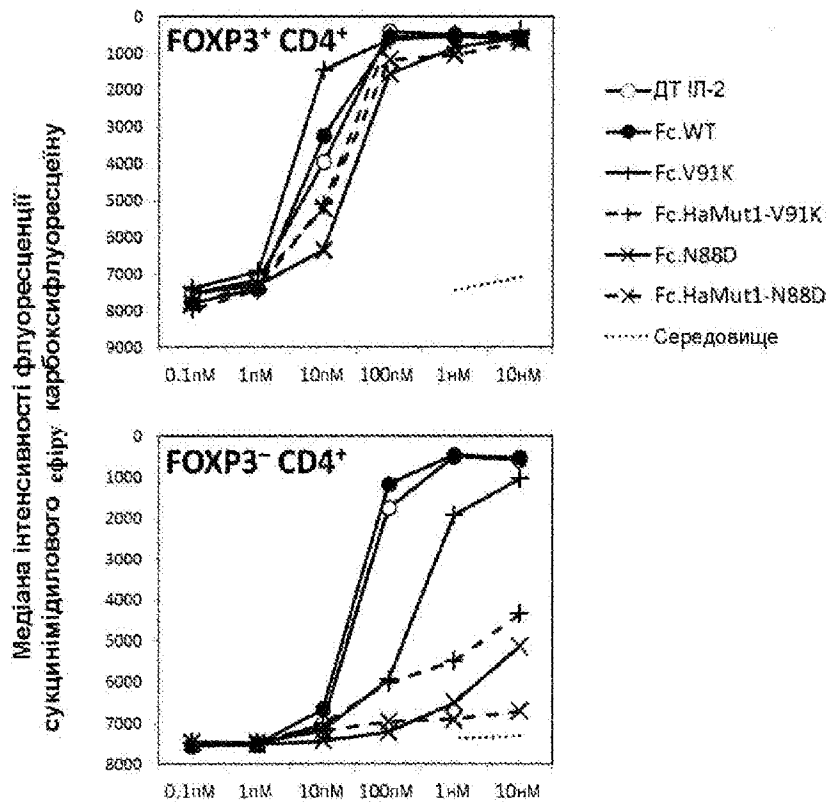 Медіана інтенсивності флуоресценції
сукцинімідилового ефіру карбоксифлуоресцеїну
FOXP3⁺ CD4⁺
0
1000
2000
3000
4000
5000
6000
7000
8000
9000
0.1пМ 1пМ 10пМ 100пМ 1нМ 10нМ
ДТ ІЛ-2
Fc.WT
Fc.V91K
Fc.HaMut1-V91K
Fc.N88D
Fc.HaMut1-N88D
Середовище
FOXP3⁻ CD4⁺
0
1000
2000
3000
4000
5000
6000
7000
8000
0,1пМ 1пМ 10пМ 100пМ 1нМ 10нМ